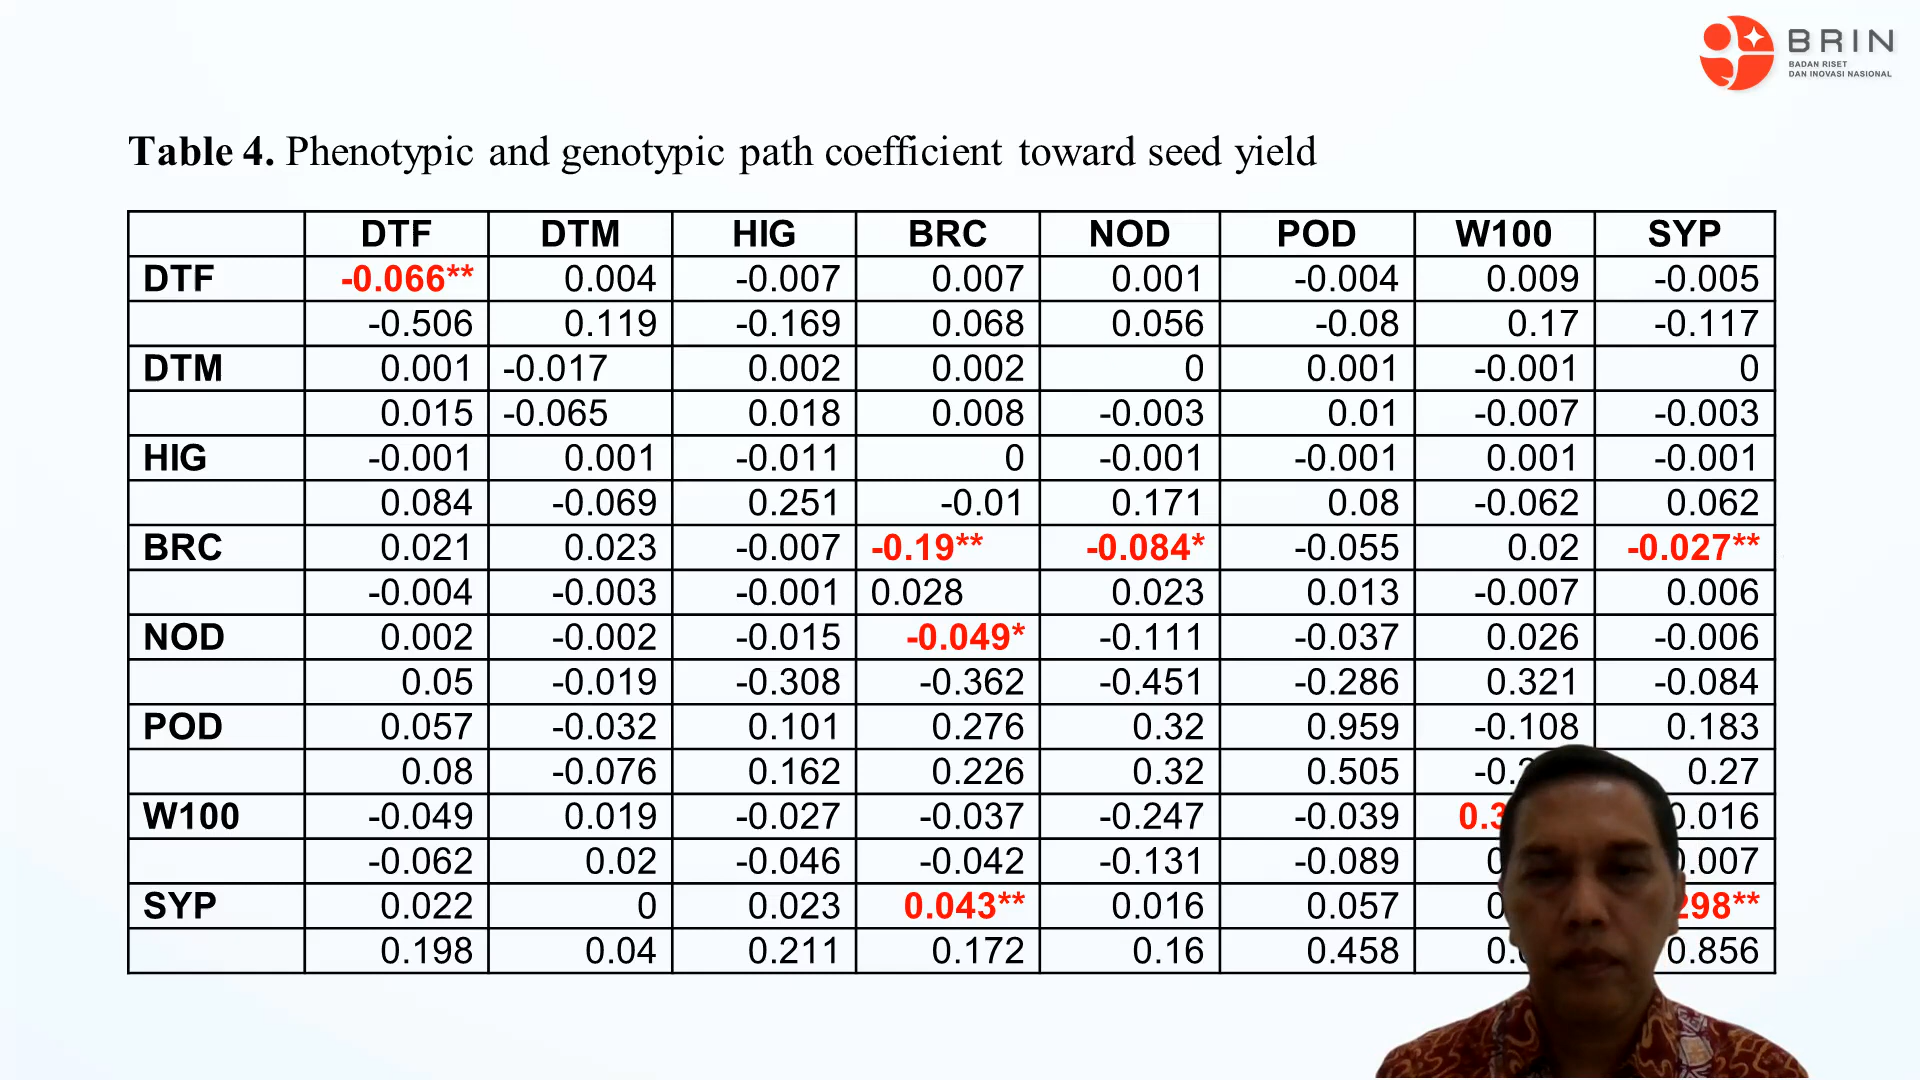 BRIN
BADAN RISET
DAN INOVASI NASIONAL
Table 4. Phenotypic and genotypic path coefficient toward seed yield
DTF DTM HIG BRC NOD POD W100 SYP
DTF -0.066** 0.004 -0.007 0.007 0.001 -0.004 0.009 -0.005
-0.506 0.119 -0.169 0.068 0.056 -0.08 0.17 -0.117
DTM 0.001 -0.017 0.002 0.002 0 0.001 -0.001 0
0.015 -0.065 0.018 0.008 -0.003 0.01 -0.007 -0.003
HIG -0.001 0.001 -0.011 0 -0.001 -0.001 0.001 -0.001
0.084 -0.069 0.251 -0.01 0.171 0.08 -0.062 0.062
BRC 0.021 0.023 -0.007 -0.19** -0.084* -0.055 0.02 -0.027**
-0.004 -0.003 -0.001 0.028 0.023 0.013 -0.007 0.006
NOD 0.002 -0.002 -0.015 -0.049* -0.111 -0.037 0.026 -0.006
0.05 -0.019 -0.308 -0.362 -0.451 -0.286 0.321 -0.084
POD 0.057 -0.032 0.101 0.276 0.32 0.959 -0.108 0.183
0.08 -0.076 0.162 0.226 0.32 0.505 0.27
W100 -0.049 0.019 -0.027 -0.037 -0.247 -0.039
-0.062 0.02 -0.046 -0.042 -0.131 -0.089
SYP 0.022 0 0.023 0.043** 0.016 0.057
0.198 0.04 0.211 0.172 0.16 0.458 0.856